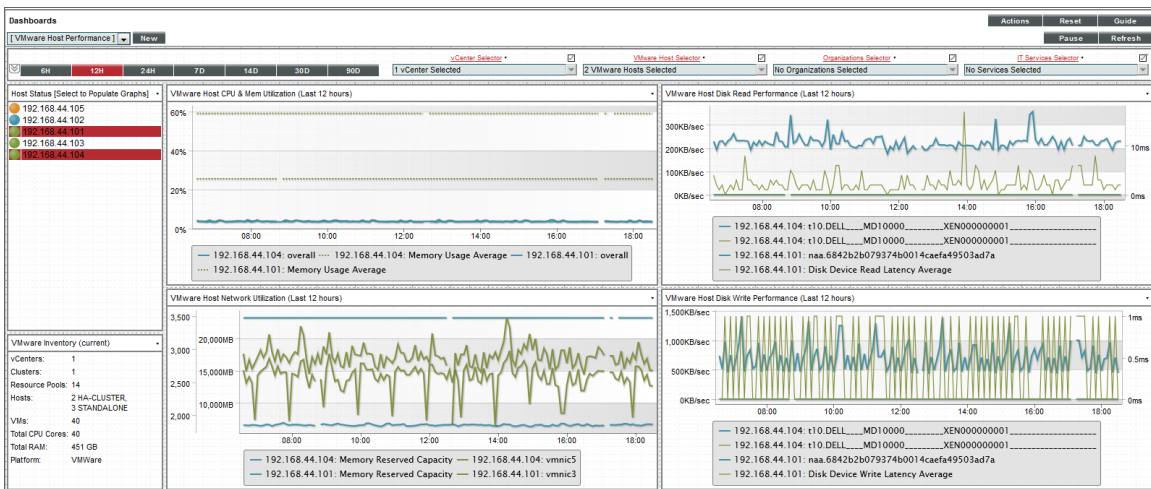 Dashboards
Actions Reset Guide
[ VMware Host Performance ] New
Pause Refresh
vCenter Selector VMware Host Selector Organizations Selector IT Services Selector
6H 12H 24H 7D 14D 30D 90D
1 vCenter Selected 2 VMware Hosts Selected No Organizations Selected No Services Selected
Host Status [Select to Populate Graphs]
192.168.44.105
192.168.44.102
192.168.44.101
192.168.44.103
192.168.44.104
VMware Host CPU & Mem Utilization (Last 12 hours)
60%
40%
20%
0%
08:00 10:00 12:00 14:00 16:00 18:00
192.168.44.104: overall 192.168.44.104: Memory Usage Average 192.168.44.101: overall
192.168.44.101: Memory Usage Average
VMware Host Disk Read Performance (Last 12 hours)
300KB/sec
200KB/sec 10ms
100KB/sec
0KB/sec 0ms
08:00 10:00 12:00 14:00 16:00 18:00
192.168.44.104: t10.DELL____MD10000_________XEN000000001____________________
192.168.44.104: t10.DELL____MD10000_________XEN000000001____________________
192.168.44.101: naa.6842b2b079374b0014caefa49503ad7a
192.168.44.101: Disk Device Read Latency Average
VMware Inventory (current)
vCenters: 1
Clusters: 1
Resource Pools: 14
Hosts: 2 HA-CLUSTER,
3 STANDALONE
VMs: 40
Total CPU Cores: 40
Total RAM: 451 GB
Platform: VMWare
VMware Host Network Utilization (Last 12 hours)
3,500
20,000MB
3,000
15,000MB
2,500
10,000MB
2,000
08:00 10:00 12:00 14:00 16:00 18:00
192.168.44.104: Memory Reserved Capacity 192.168.44.104: vmnic5
192.168.44.101: Memory Reserved Capacity 192.168.44.101: vmnic3
VMware Host Disk Write Performance (Last 12 hours)
1,500KB/sec 1ms
1,000KB/sec
500KB/sec 0.5ms
0KB/sec 0ms
08:00 10:00 12:00 14:00 16:00 18:00
192.168.44.104: t10.DELL____MD10000_________XEN000000001____________________
192.168.44.104: t10.DELL____MD10000_________XEN000000001____________________
192.168.44.101: naa.6842b2b079374b0014caefa49503ad7a
192.168.44.101: Disk Device Write Latency Average